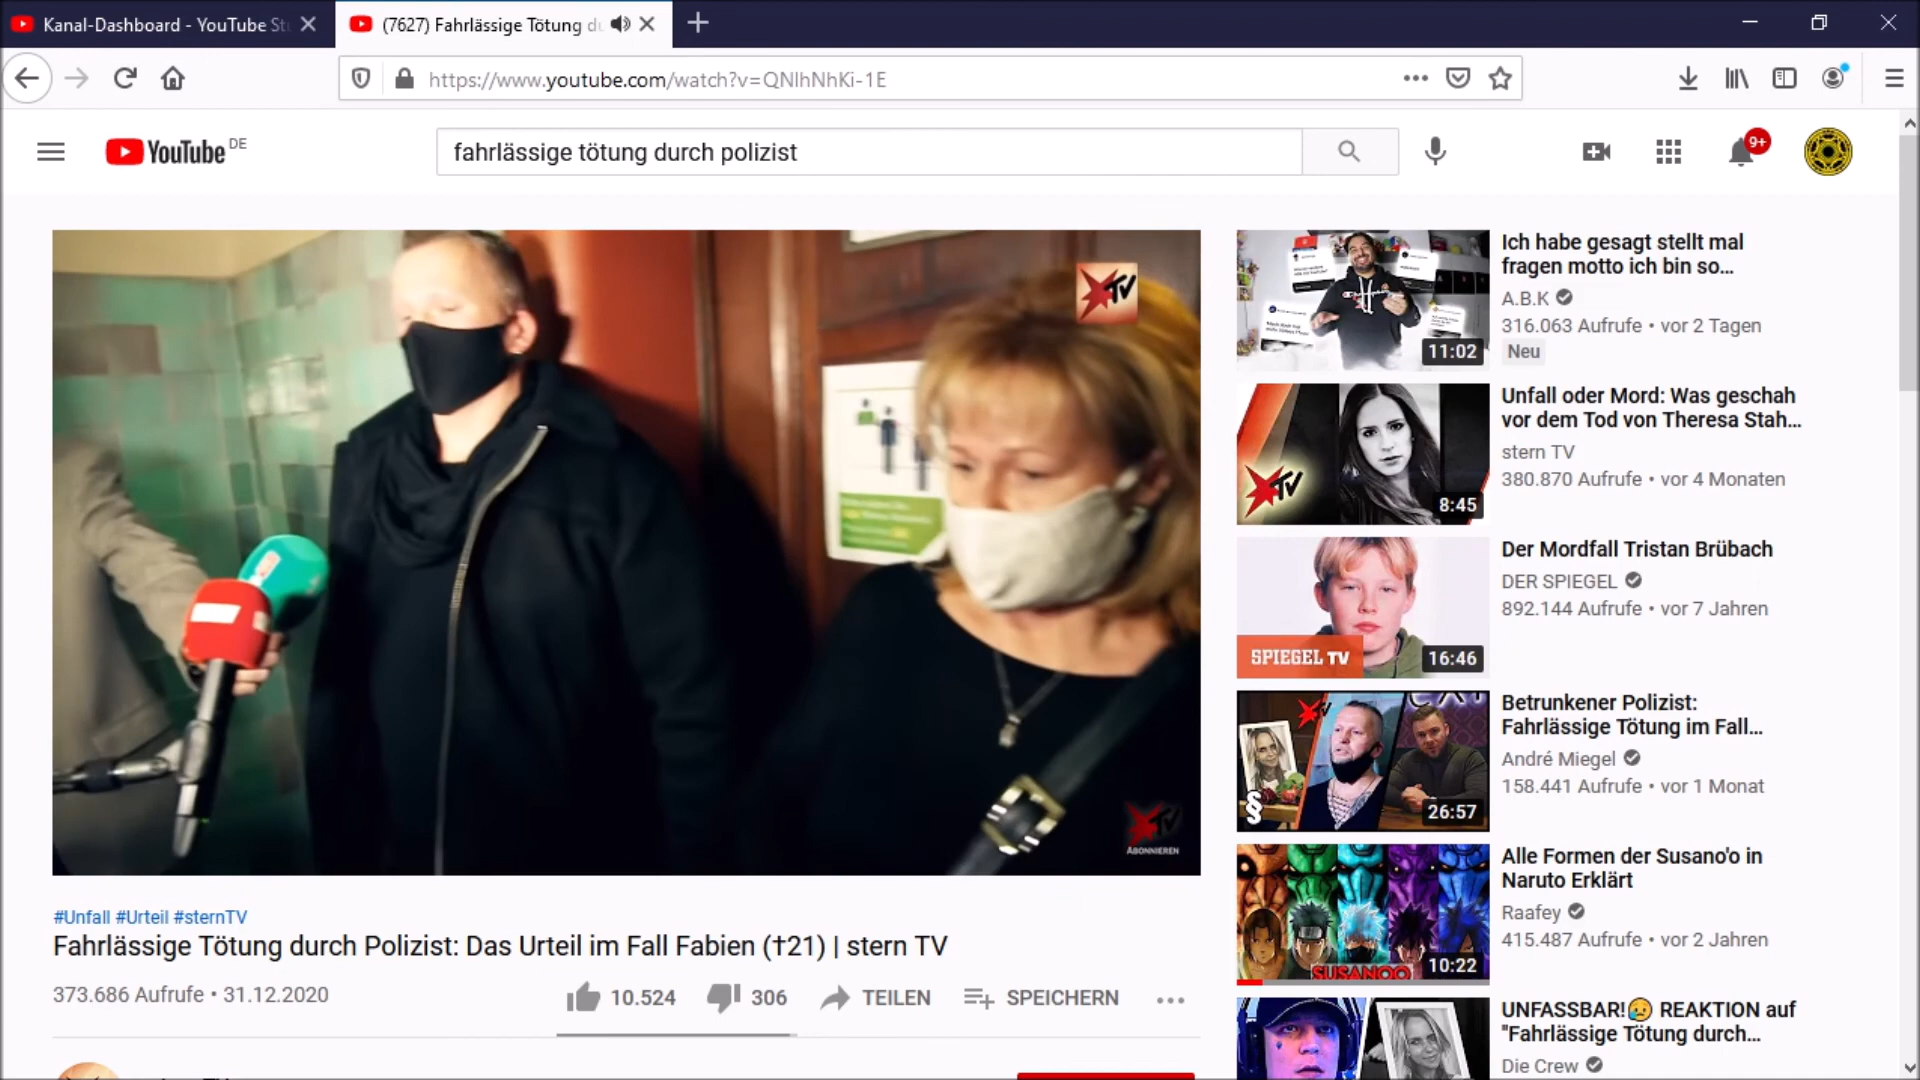 Kanal-Dashboard - YouTube St
(7627) Fahrlässige Tötung du
https://www.youtube.com/watch?v=QNlhNhKi-1E
YouTube DE
fahrlässige tötung durch polizist
9+
TV
ABONNIEREN
#Unfall #Urteil #sternTV
Fahrlässige Tötung durch Polizist: Das Urteil im Fall Fabien (†21) | stern TV
373.686 Aufrufe • 31.12.2020
10.524
306
TEILEN
SPEICHERN
11:02
Ich habe gesagt stellt mal
fragen motto ich bin so...
A.B.K
316.063 Aufrufe • vor 2 Tagen
Neu
TV
8:45
Unfall oder Mord: Was geschah
vor dem Tod von Theresa Stah...
stern TV
380.870 Aufrufe • vor 4 Monaten
SPIEGEL TV
16:46
Der Mordfall Tristan Brübach
DER SPIEGEL
892.144 Aufrufe • vor 7 Jahren
§
26:57
Betrunkener Polizist:
Fahrlässige Tötung im Fall...
André Miegel
158.441 Aufrufe • vor 1 Monat
SUSANOO
10:22
Alle Formen der Susano'o in
Naruto Erklärt
Raafey
415.487 Aufrufe • vor 2 Jahren
UNFASSBAR!😥 REAKTION auf
"Fahrlässige Tötung durch...
Die Crew